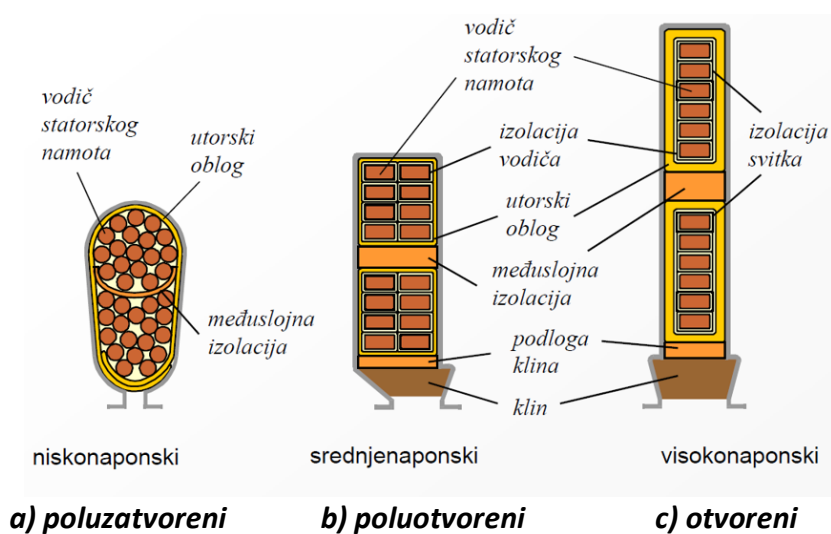 vodič
statorskog
namota
utorski
oblog
međuslojna
izolacija
niskonaponski
vodič
statorskog
namota
izolacija
vodiča
utorski
oblog
međuslojna
izolacija
podloga
klina
klin
izolacija
svitka
srednjenaponski
visokonaponski
a) poluzatvoreni
b) poluotvoreni
c) otvoreni